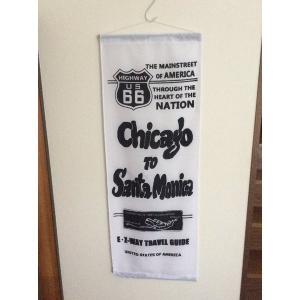 HIGHWAY
US
66
THE MAINSTREET
OF AMERICA
THROUGH THE
HEART OF THE
NATION
Chicago
TO
Santa Monica
E·Z-WAY TRAVEL GUIDE
UNITED STATES OF AMERICA